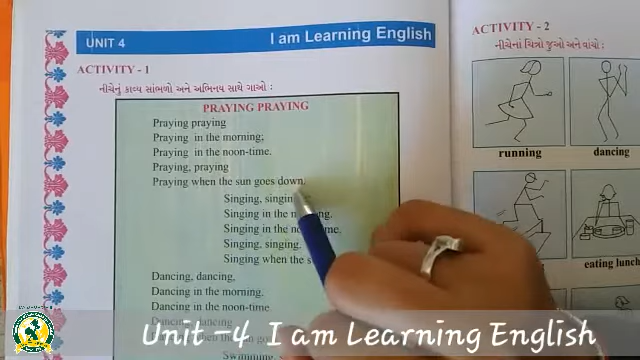 UNIT 4
I am Learning English
ACTIVITY - 1
નીચેનું કાવ્ય સાંભળો અને અભિનય સાથે ગાઓ :
PRAYING PRAYING
Praying praying
Praying in the morning;
Praying in the noon-time.
Praying, praying
Praying when the sun goes down.
Singing,
Singing in the
Singing in the
Singing, singing.
Singing when the
Dancing, dancing,
Dancing in the morning.
Dancing in the noon-time
Dancing, dancing
ACTIVITY - 2
નીચેનાં ચિત્રો જુઓ અને વાંચો :
running
dancing
eating lunch
Unit - 4 I am Learning English